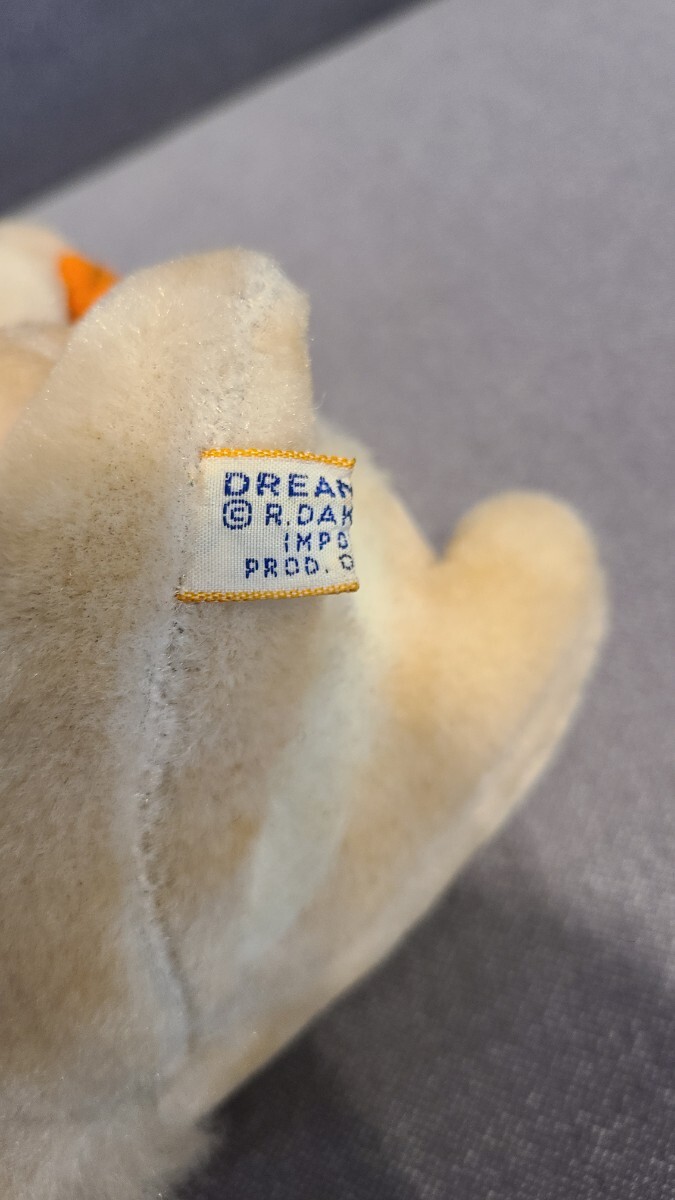 DREAM
© R.DAK
IMPO
PROD. O